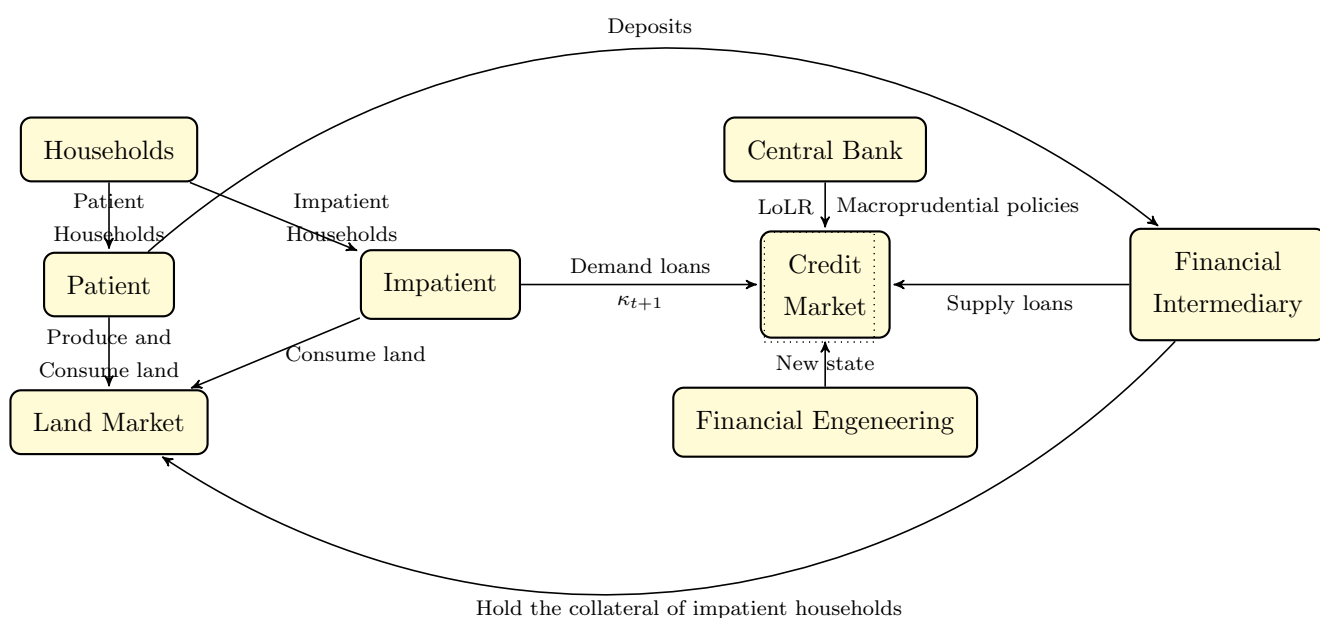 Deposits
Households
Central Bank
Patient
Households
Impatient
Households
LoLR
Macroprudential policies
Patient
Impatient
Demand loans
κt+1
Credit
Market
Supply loans
Financial
Intermediary
Produce and
Consume land
Consume land
New state
Land Market
Financial Engeneering
Hold the collateral of impatient households